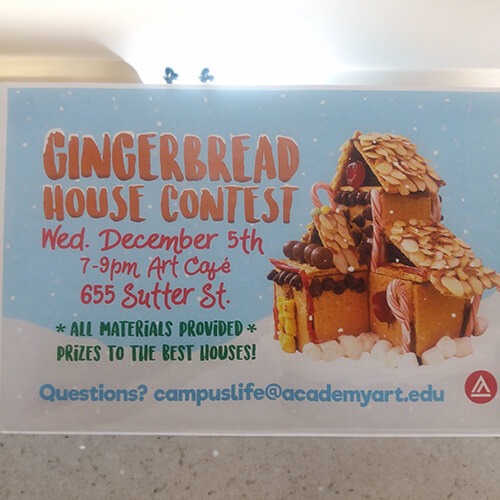 GINGERBREAD
HOUSE CONTEST
Wed. December 5th
7-9pm Art Café
655 Sutter St.
* ALL MATERIALS PROVIDED *
PRIZES TO THE BEST HOUSES!
Questions? campuslife@academyart.edu